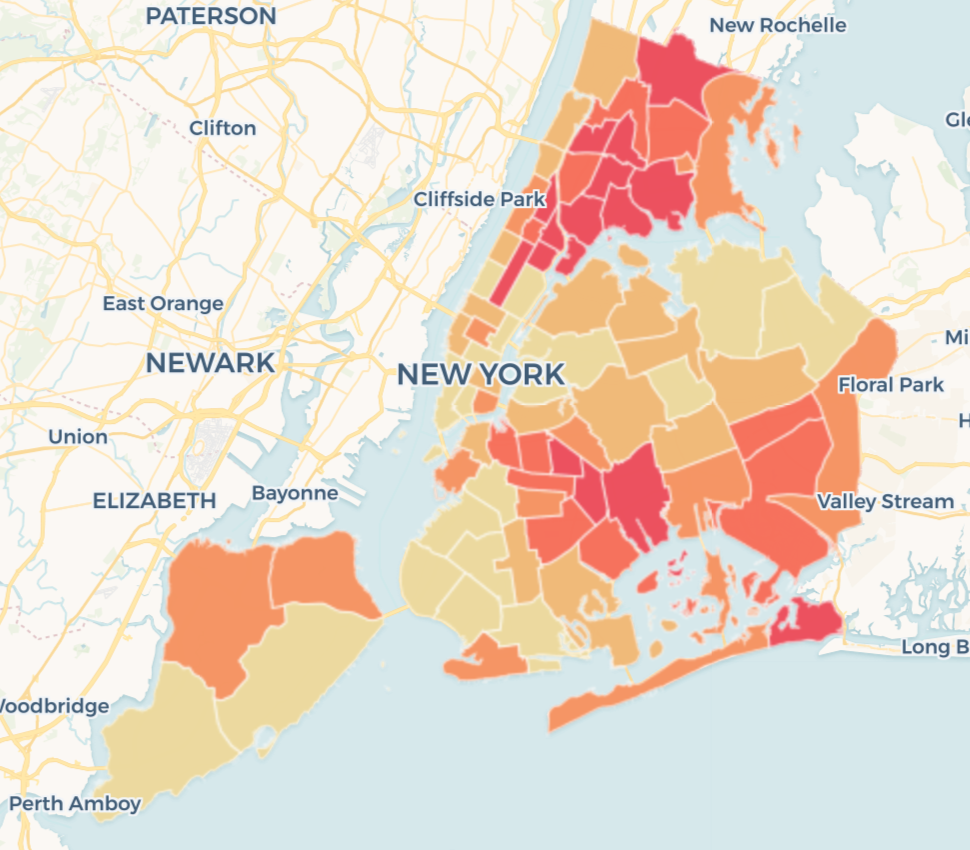 PATERSON
New Rochelle
Gle
Clifton
Cliffside Park
East Orange
Mi
NEWARK
NEW YORK
Floral Park
H
Union
ELIZABETH
Bayonne
Valley Stream
Long B
Woodbridge
Perth Amboy